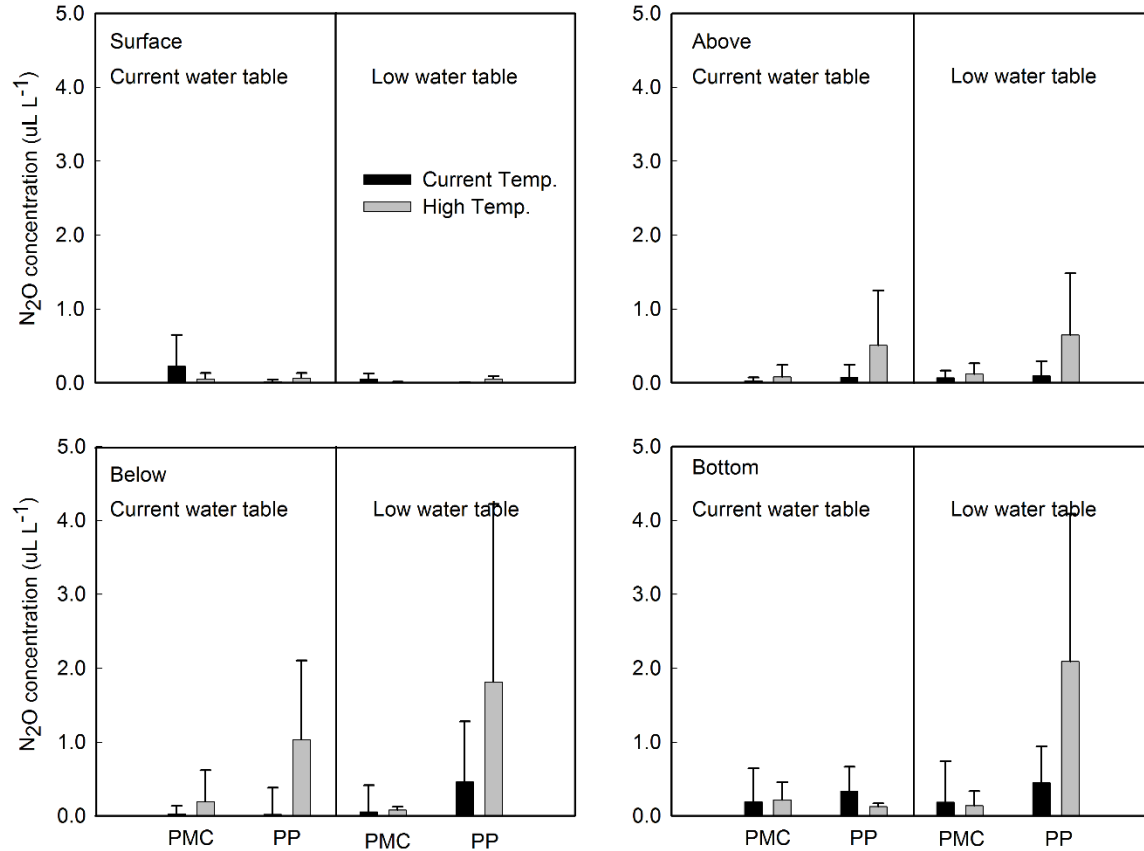 N₂O concentration (uL L⁻¹)
5.0
4.0
3.0
2.0
1.0
0.0
Surface
Current water table
Low water table
Current Temp.
High Temp.
5.0
4.0
3.0
2.0
1.0
0.0
Above
Current water table
Low water table
N₂O concentration (uL L⁻¹)
5.0
4.0
3.0
2.0
1.0
0.0
Below
Current water table
Low water table
PMC
PP
PMC
PP
5.0
4.0
3.0
2.0
1.0
0.0
Bottom
Current water table
Low water table
PMC
PP
PMC
PP